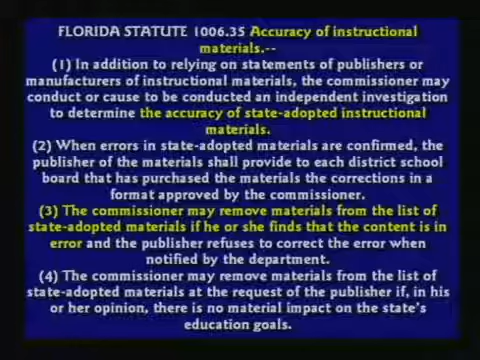 FLORIDA STATUTE 1006.35 Accuracy of instructional
materials.--
(1) In addition to relying on statements of publishers or
manufacturers of instructional materials, the commissioner may
conduct or cause to be conducted an independent investigation
to determine the accuracy of state-adopted instructional
materials.
(2) When errors in state-adopted materials are confirmed, the
publisher of the materials shall provide to each district school
board that has purchased the materials the corrections in a
format approved by the commissioner.
(3) The commissioner may remove materials from the list of
state-adopted materials if he or she finds that the content is in
error and the publisher refuses to correct the error when
notified by the department.
(4) The commissioner may remove materials from the list of
state-adopted materials at the request of the publisher if, in his
or her opinion, there is no material impact on the state's
education goals.